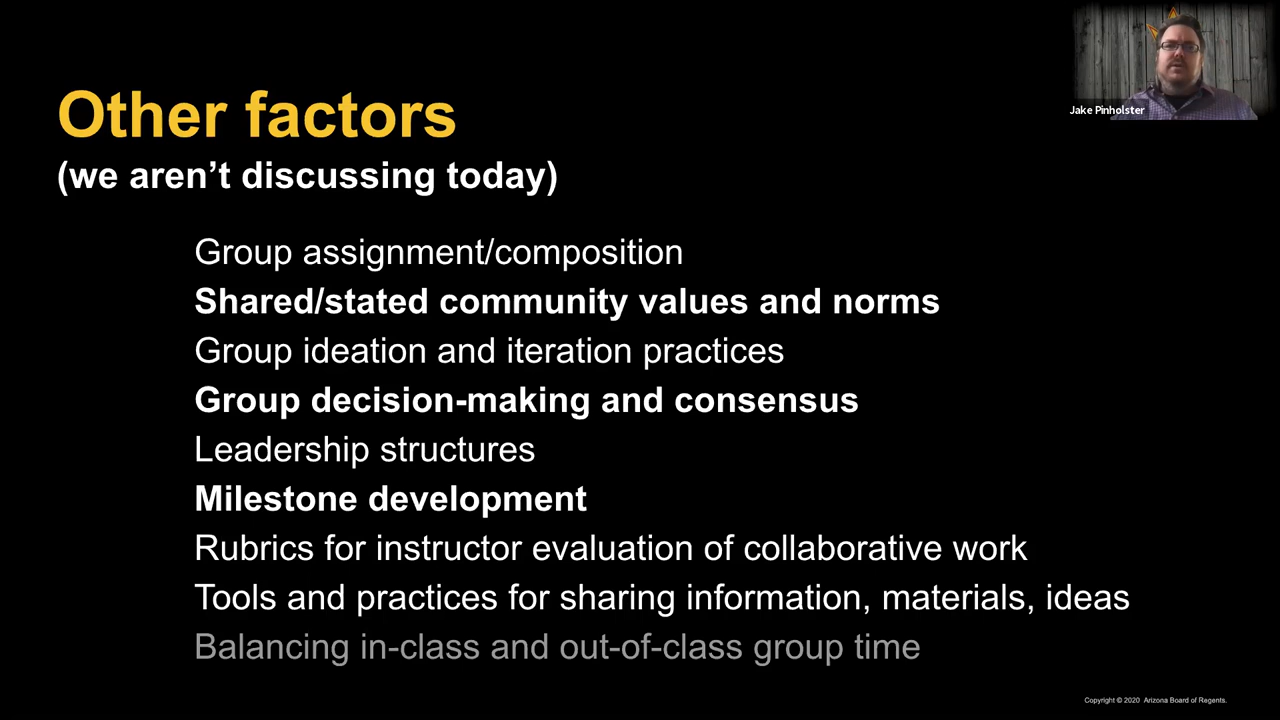 Jake Pinholster
Other factors
(we aren’t discussing today)
Group assignment/composition
Shared/stated community values and norms
Group ideation and iteration practices
Group decision-making and consensus
Leadership structures
Milestone development
Rubrics for instructor evaluation of collaborative work
Tools and practices for sharing information, materials, ideas
Balancing in-class and out-of-class group time
Copyright © 2020 Arizona Board of Regents.